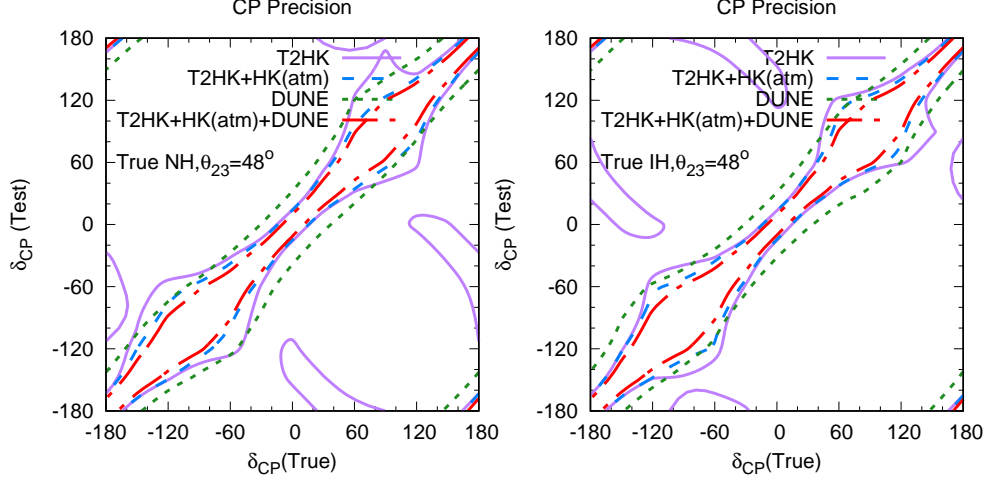 CP Precision
180
120
60
0
-60
-120
-180
-180
-120
-60
0
60
120
180
δCP (Test)
δCP(True)
T2HK
T2HK+HK(atm)
DUNE
T2HK+HK(atm)+DUNE
True NH,θ23=48o
CP Precision
180
120
60
0
-60
-120
-180
-180
-120
-60
0
60
120
180
δCP (Test)
δCP(True)
T2HK
T2HK+HK(atm)
DUNE
T2HK+HK(atm)+DUNE
True IH,θ23=48o